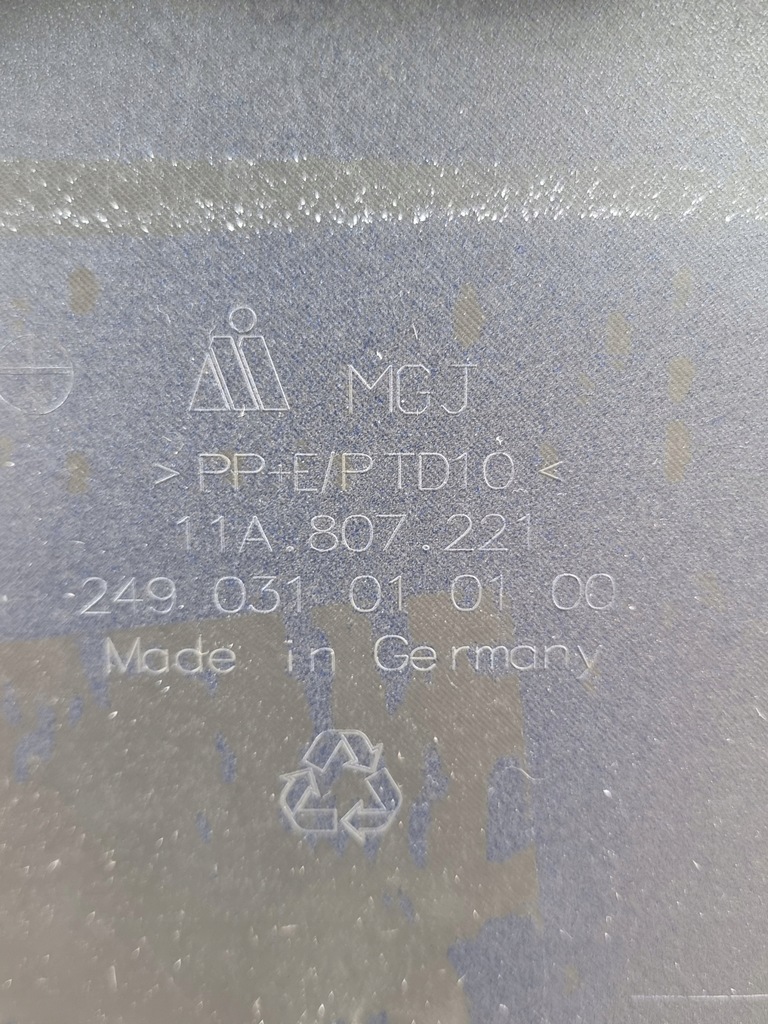 MGJ
>PP+E/P TD10<
11A.807.221
249 031 01 01 00
Made in Germany